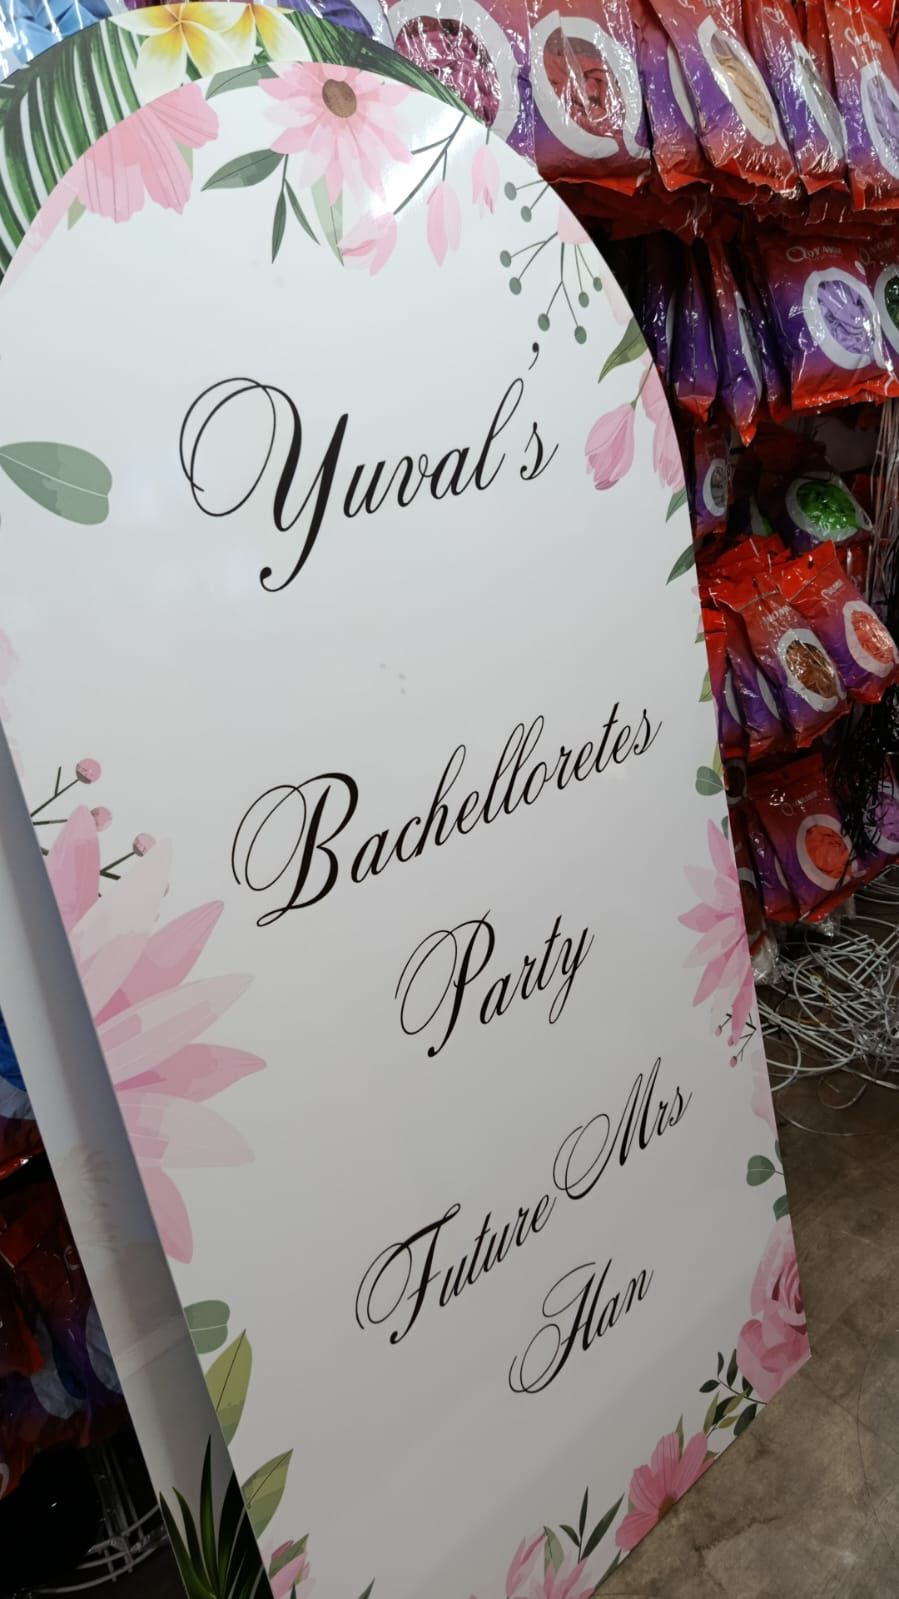 Yuval's
Bachelloretes
Party
Future Mrs
Han